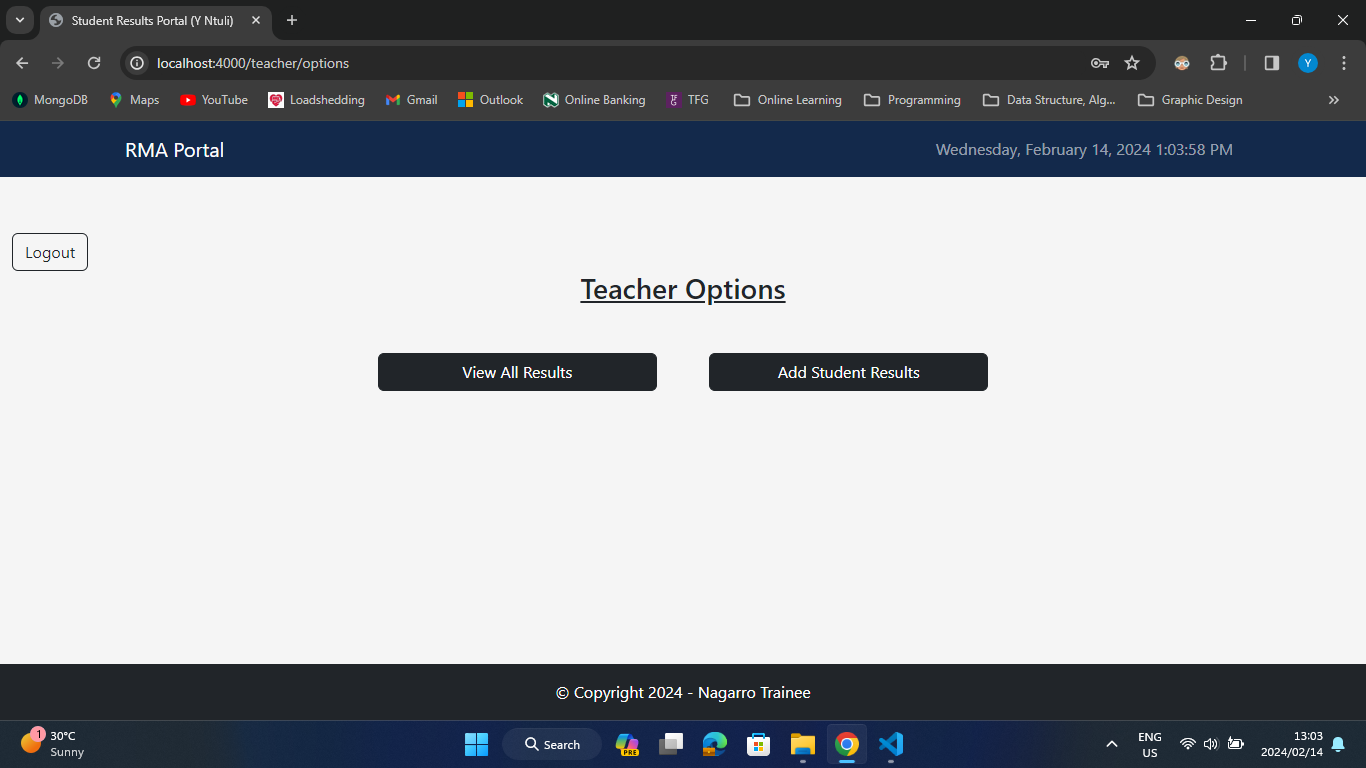 Student Results Portal (Y Ntuli)
localhost:4000/teacher/options
Y
MongoDB Maps YouTube Loadshedding Gmail Outlook Online Banking TFG Online Learning Programming Data Structure, Alg... Graphic Design
RMA Portal Wednesday, February 14, 2024 1:03:58 PM
Logout
Teacher Options
View All Results Add Student Results
© Copyright 2024 - Nagarro Trainee
1 30°C
Sunny
Search
PRE
ENG
US
13:03
2024/02/14